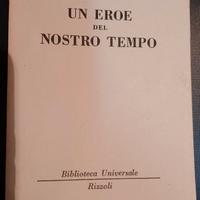 UN EROE
DEL
NOSTRO TEMPO
Biblioteca Universale
Rizzoli